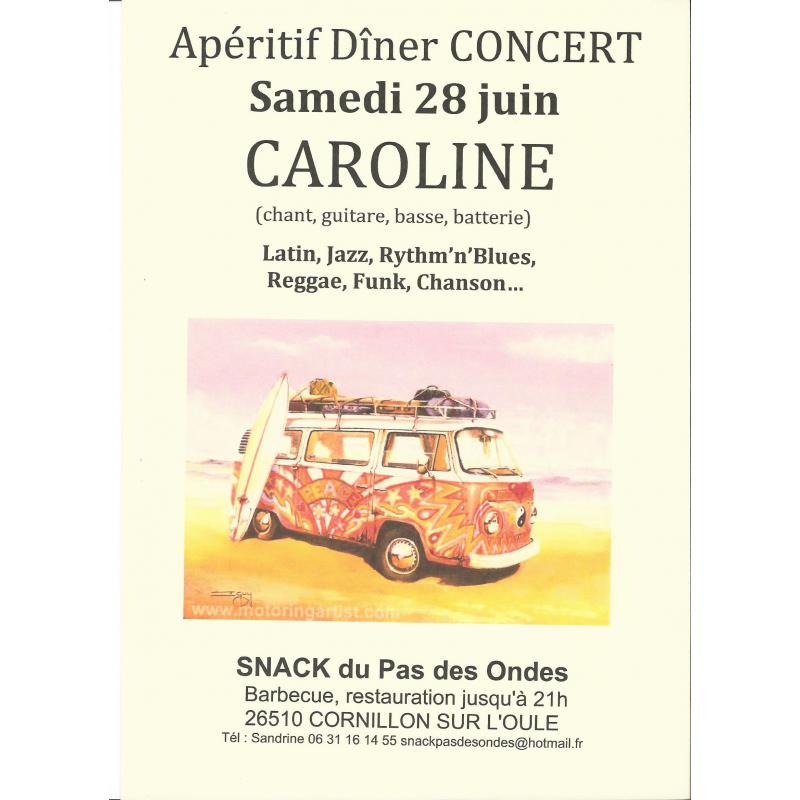 Apéritif Dîner CONCERT
Samedi 28 juin
CAROLINE
(chant, guitare, basse, batterie)
Latin, Jazz, Rythm'n'Blues,
Reggae, Funk, Chanson...
PEACE
www.motoringartist.com
SNACK du Pas des Ondes
Barbecue, restauration jusqu'à 21h
26510 CORNILLON SUR L'OULE
Tél : Sandrine 06 31 16 14 55 snackpasdesondes@hotmail.fr